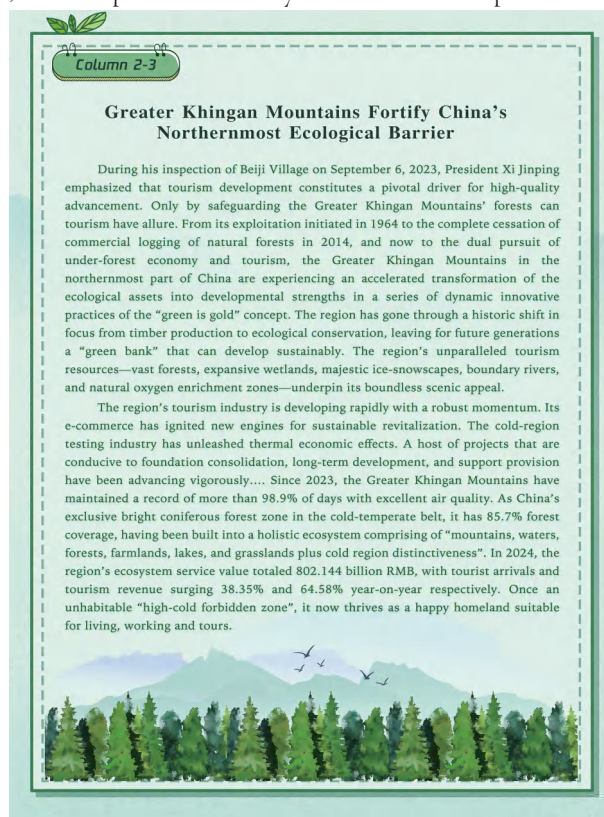 Column 2-3
Greater Khingan Mountains Fortify China's
Northernmost Ecological Barrier
During his inspection of Beiji Village on September 6, 2023, President Xi Jinping
emphasized that tourism development constitutes a pivotal driver for high-quality
advancement. Only by safeguarding the Greater Khingan Mountains' forests can
tourism have allure. From its exploitation initiated in 1964 to the complete cessation of
commercial logging of natural forests in 2014, and now to the dual pursuit of
under-forest economy and tourism, the Greater Khingan Mountains in the
northernmost part of China are experiencing an accelerated transformation of the
ecological assets into developmental strengths in a series of dynamic innovative
practices of the "green is gold" concept. The region has gone through a historic shift in
focus from timber production to ecological conservation, leaving for future generations
a "green bank" that can develop sustainably. The region's unparalleled tourism
resources—vast forests, expansive wetlands, majestic ice-snowscapes, boundary rivers,
and natural oxygen enrichment zones—underpin its boundless scenic appeal.
The region's tourism industry is developing rapidly with a robust momentum. Its
e-commerce has ignited new engines for sustainable revitalization. The cold-region
testing industry has unleashed thermal economic effects. A host of projects that are
conducive to foundation consolidation, long-term development, and support provision
have been advancing vigorously.... Since 2023, the Greater Khingan Mountains have
maintained a record of more than 98.9% of days with excellent air quality. As China's
exclusive bright coniferous forest zone in the cold-temperate belt, it has 85.7% forest
coverage, having been built into a holistic ecosystem comprising of "mountains, waters,
forests, farmlands, lakes, and grasslands plus cold region distinctiveness". In 2024, the
region's ecosystem service value totaled 802.144 billion RMB, with tourist arrivals and
tourism revenue surging 38.35% and 64.58% year-on-year respectively. Once an
unhabitable "high-cold forbidden zone", it now thrives as a happy homeland suitable
for living, working and tours.